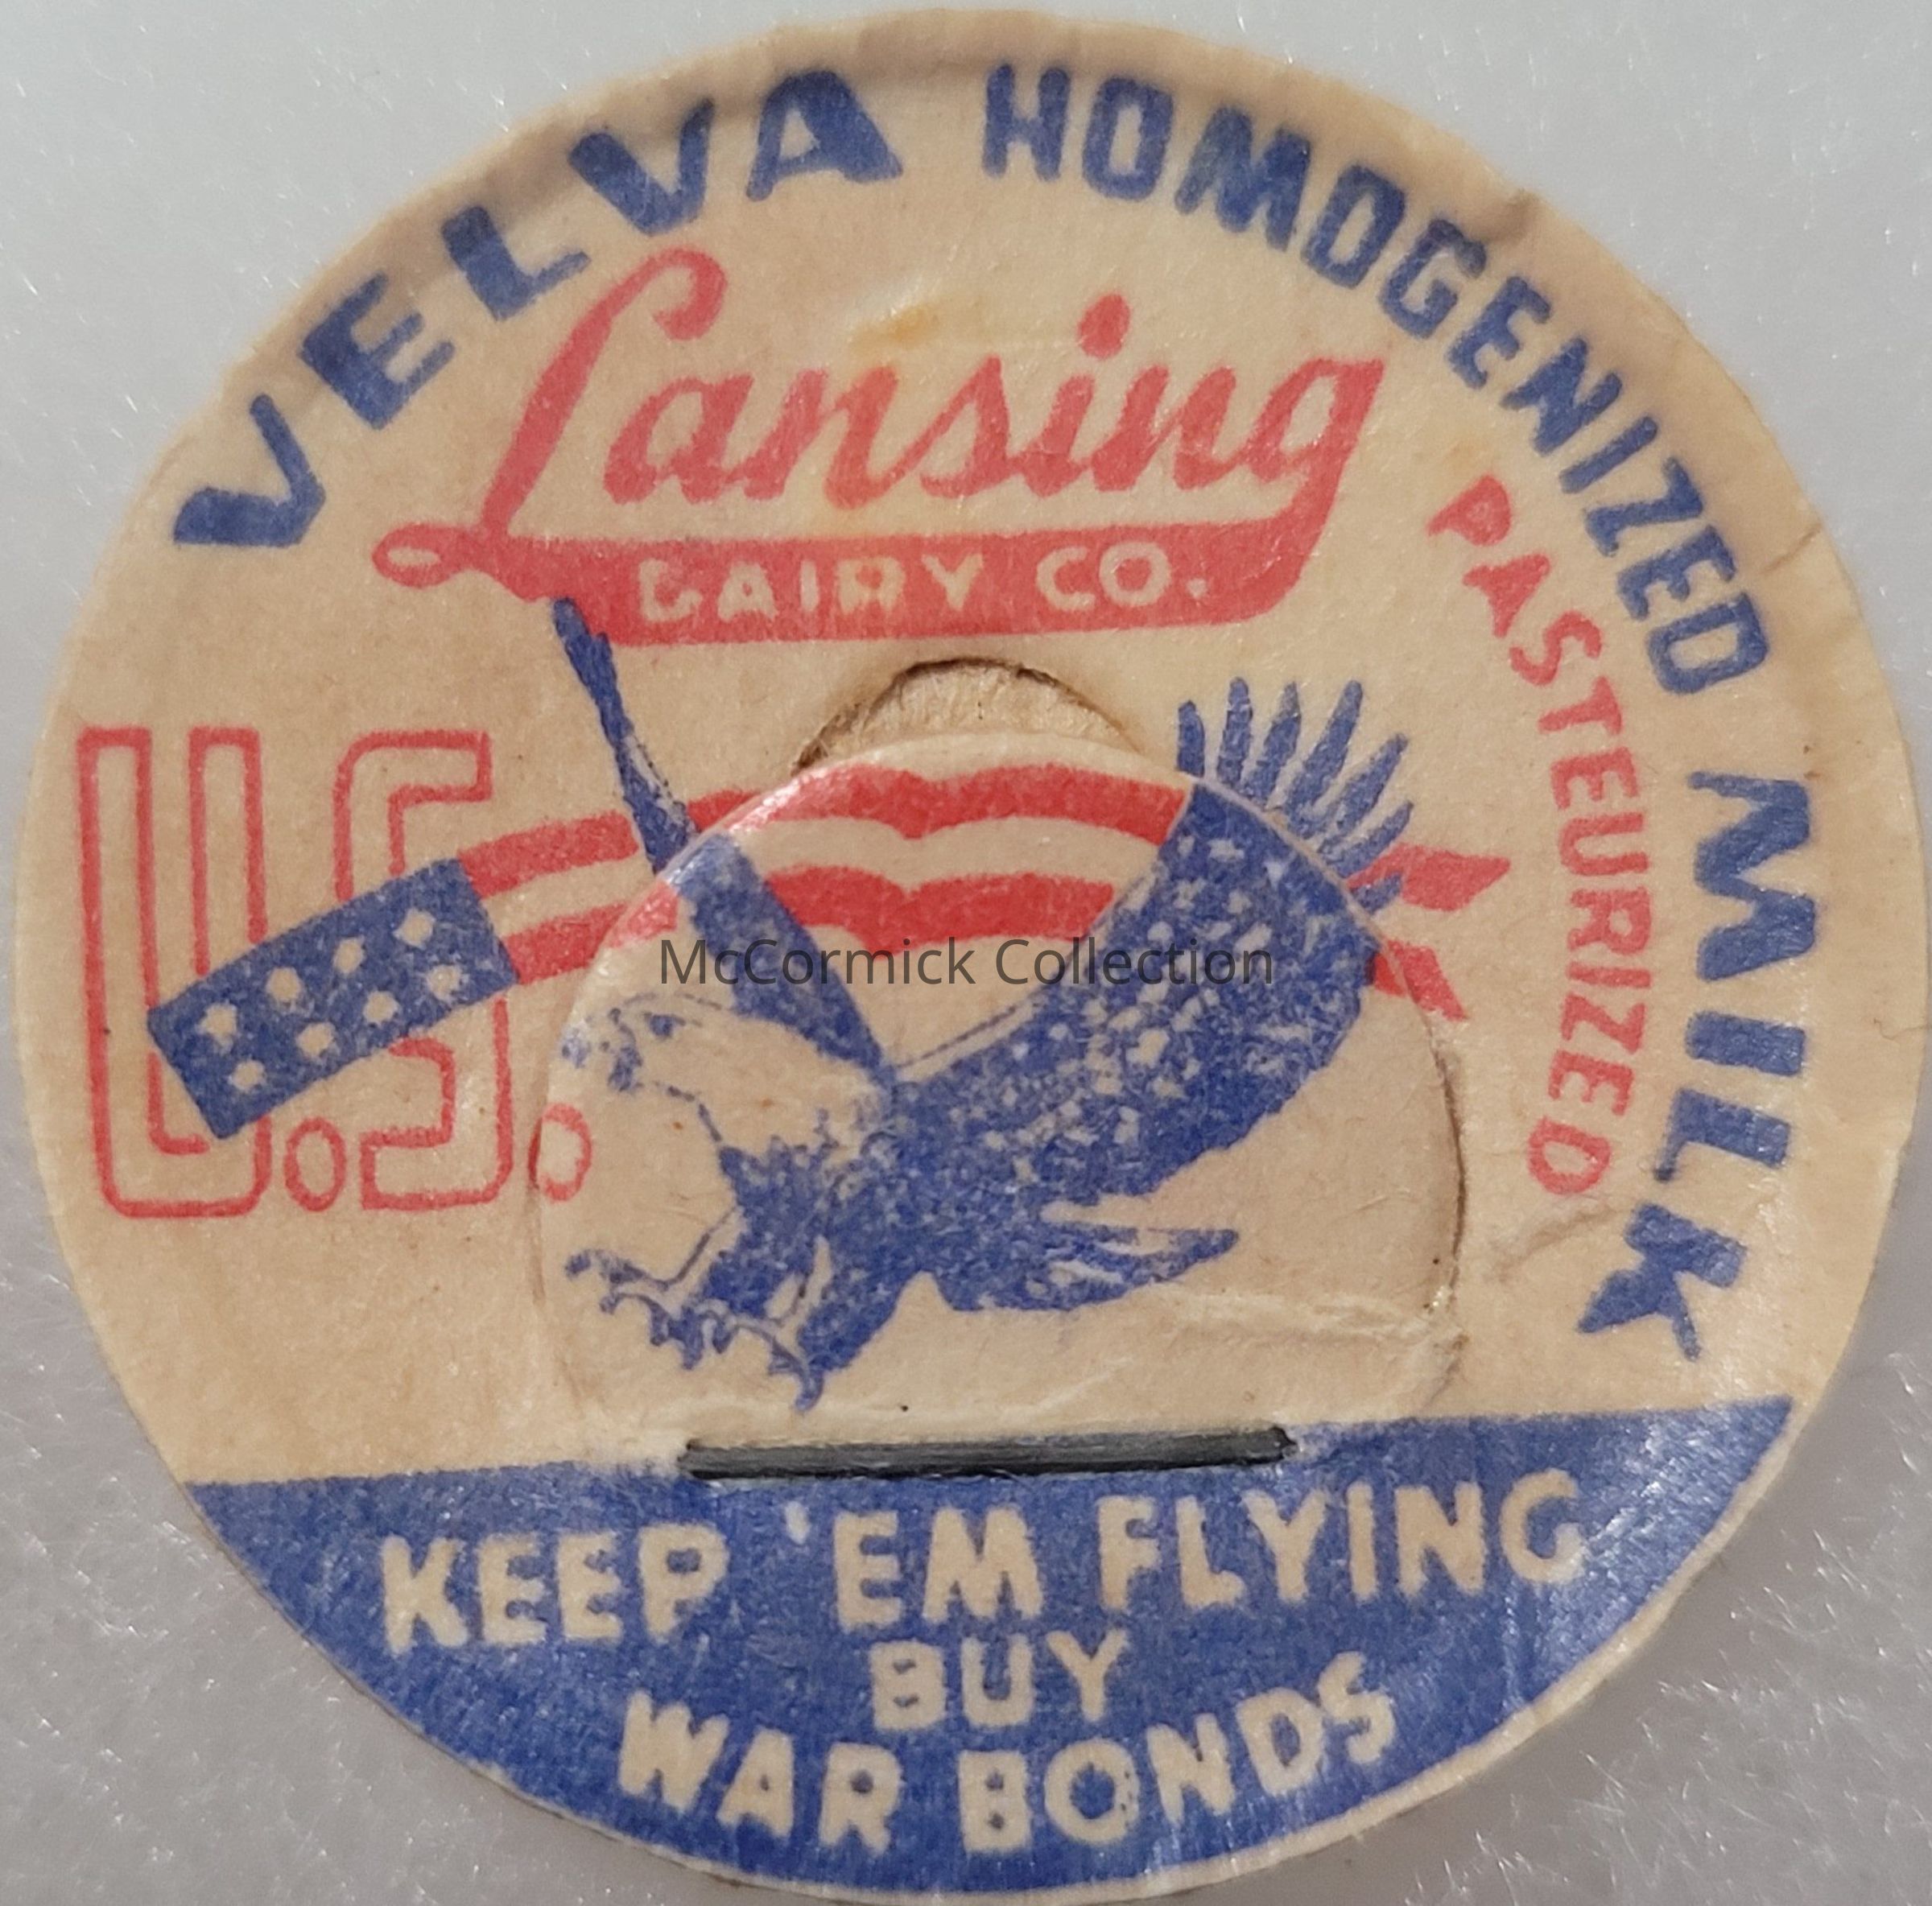 VELVA HOMOGENIZED MILK
Lansing
DAIRY CO.
PASTEURIZED
U.S.
McCormick Collection
KEEP 'EM FLYING
BUY
WAR BONDS